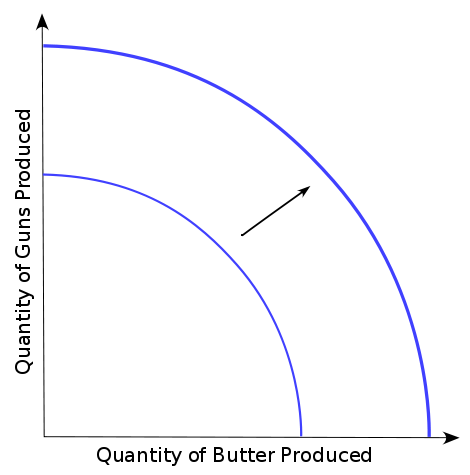 Quantity of Guns Produced
Quantity of Butter Produced